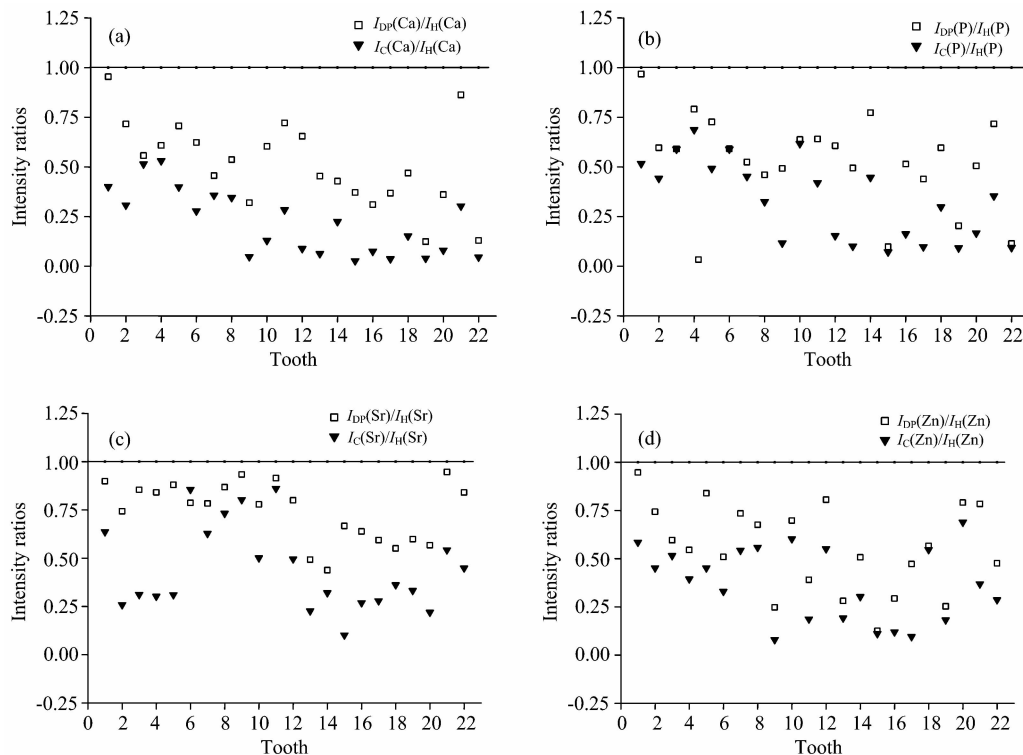 (a)
I_DP(Ca)/I_H(Ca)
I_C(Ca)/I_H(Ca)
Intensity ratios
1.25
1.00
0.75
0.50
0.25
0.00
-0.25
0 2 4 6 8 10 12 14 16 18 20 22
Tooth
(b)
I_DP(P)/I_H(P)
I_C(P)/I_H(P)
Intensity ratios
1.25
1.00
0.75
0.50
0.25
0.00
-0.25
0 2 4 6 8 10 12 14 16 18 20 22
Tooth
(c)
I_DP(Sr)/I_H(Sr)
I_C(Sr)/I_H(Sr)
Intensity ratios
1.25
1.00
0.75
0.50
0.25
0.00
-0.25
0 2 4 6 8 10 12 14 16 18 20 22
Tooth
(d)
I_DP(Zn)/I_H(Zn)
I_C(Zn)/I_H(Zn)
Intensity ratios
1.25
1.00
0.75
0.50
0.25
0.00
-0.25
0 2 4 6 8 10 12 14 16 18 20 22
Tooth